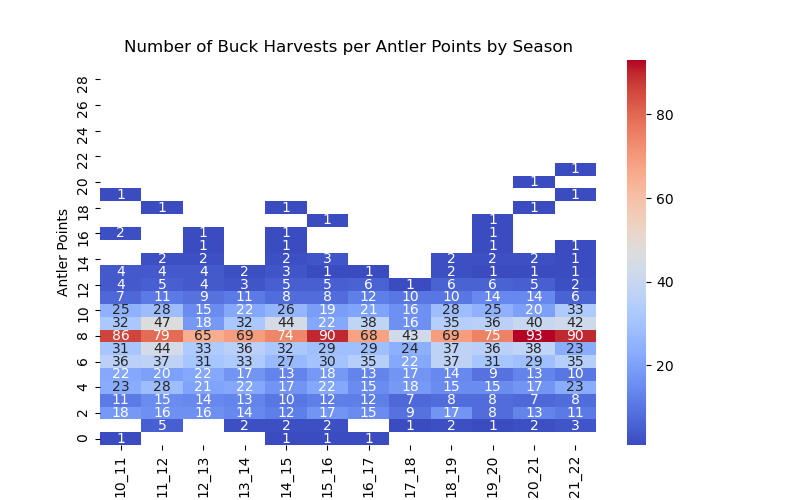 Number of Buck Harvests per Antler Points by Season
Antler Points
28
26
24
80
22
1
20 1
1 1
18 1 1 1
60
1 1
16 2 1 1 1
1 1 1 1
14 2 2 2 3 2 2 2 1
4 4 4 2 3 1 1 2 1 1 1
40
12 4 5 4 3 5 5 6 1 6 6 5 2
7 11 9 11 8 8 12 10 10 14 14 6
10 25 28 15 22 26 19 21 16 28 25 20 33
32 47 18 32 44 22 38 16 35 36 40 42
8 86 79 65 69 74 90 68 43 69 75 93 90
31 44 33 36 32 29 29 24 37 36 38 23
6 36 37 31 33 27 30 35 22 37 31 29 35
20
22 20 22 17 13 18 13 17 14 9 13 10
4 23 28 21 22 17 22 15 18 15 15 17 23
11 15 14 13 10 12 12 7 8 8 7 8
2 18 16 16 14 12 17 15 9 17 8 13 11
5 2 2 2 1 2 1 2 3
0 1 1 1 1
10_11 11_12 12_13 13_14 14_15 15_16 16_17 17_18 18_19 19_20 20_21 21_22